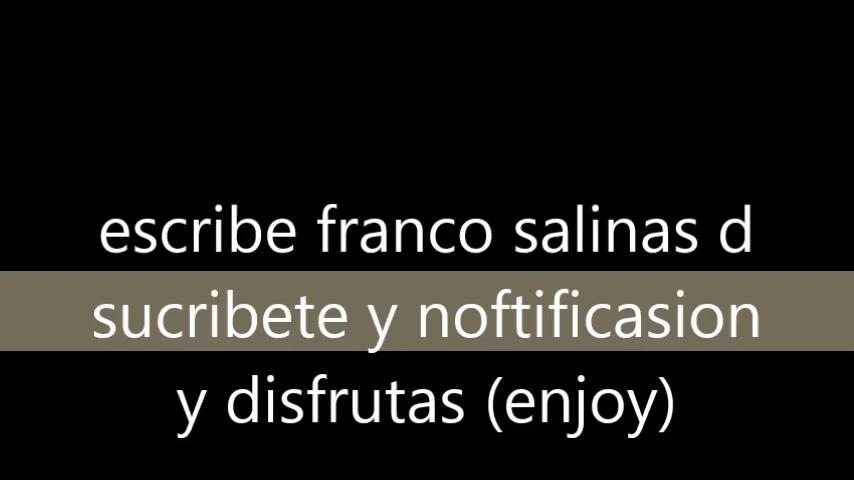 escribe franco salinas d
sucribete y noftificasion
y disfrutas (enjoy)